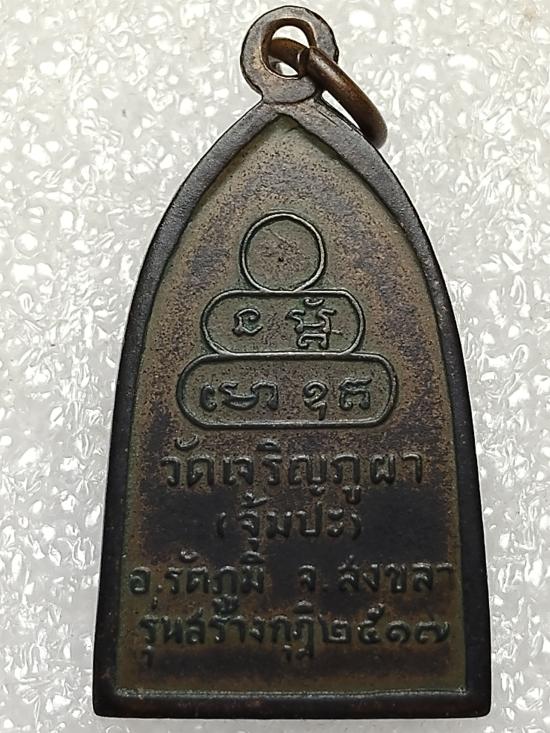 วัดเจริญภูผา
(จุ้มปะ)
อ.รัตภูมิ จ.สงขลา
รุ่นสร้างกุฏิ๒๕๑๗